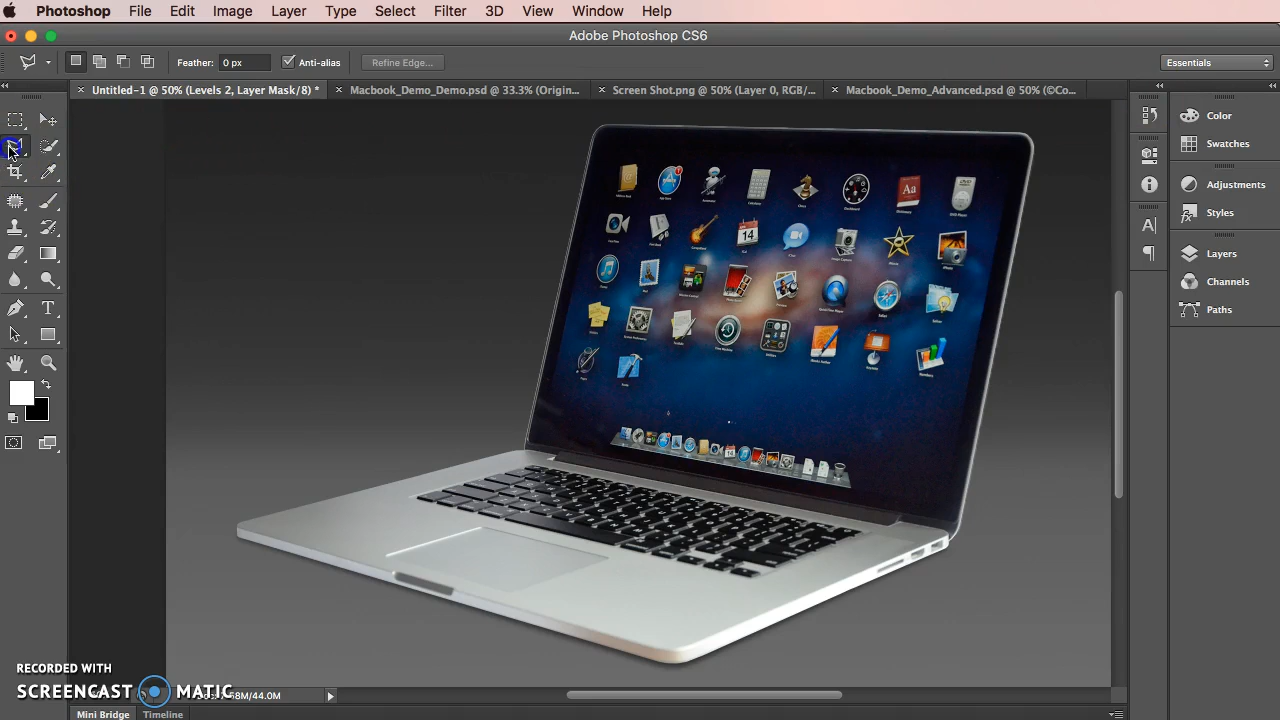 Photoshop File Edit Image Layer Type Select Filter 3D View Window Help
Adobe Photoshop CS6
Feather: 0 px Anti-alias Refine Edge... Essentials
Untitled-1 @ 50% (Levels 2, Layer Mask/8) * Macbook_Demo_Demo.psd @ 33.3% (Origin... Screen Shot.png @ 50% (Layer 0, RGB/... Macbook_Demo_Advanced.psd @ 50% (©Co...
Color
Swatches
Adjustments
Styles
Layers
Channels
Paths
14
Aa
RECORDED WITH
SCREENCAST MATIC
M/44.0M
Mini Bridge Timeline